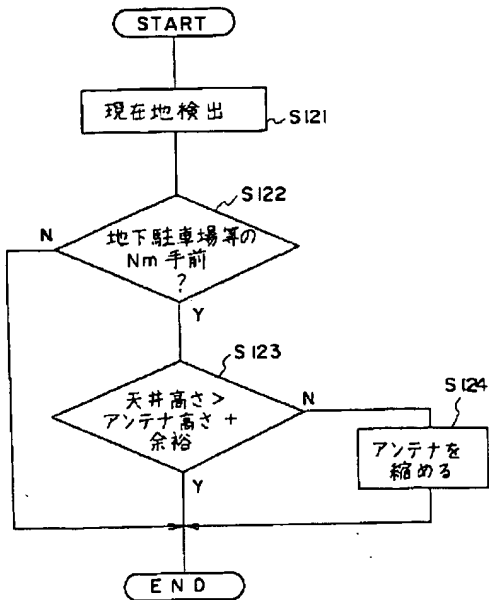 START
現在地検出
S121
S122
N
地下駐車場等の
Nm 手前
?
Y
S123
天井高さ>
アンテナ高さ+
余裕
N
S124
アンテナを
縮める
Y
END